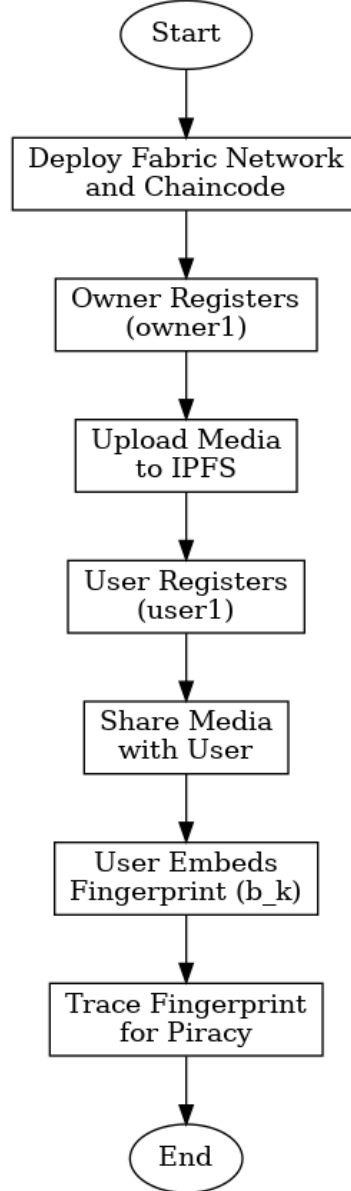 Start
Deploy Fabric Network
and Chaincode
Owner Registers
(owner1)
Upload Media
to IPFS
User Registers
(user1)
Share Media
with User
User Embeds
Fingerprint (b_k)
Trace Fingerprint
for Piracy
End